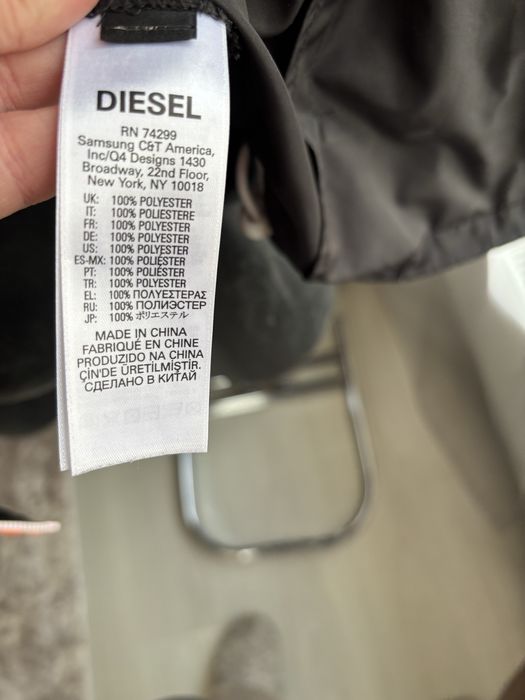 DIESEL
RN 74299
Samsung C&T America,
Inc/Q4 Designs 1430
Broadway, 22nd Floor,
New York, NY 10018
UK: 100% POLYESTER
IT: 100% POLIESTERE
FR: 100% POLYESTER
DE: 100% POLYESTER
US: 100% POLYESTER
ES-MX: 100% POLIÉSTER
PT: 100% POLIÉSTER
TR: 100% POLYESTER
EL: 100% ΠΟΛΥΕΣΤΕΡΑΣ
RU: 100% ПОЛИЭСТЕР
JP: 100% ポリエステル
MADE IN CHINA
FABRIQUÉ EN CHINE
PRODUZIDO NA CHINA
ÇIN'DE ÜRETİLMİŞTİR.
СДЕЛАНО В КИТАЙ